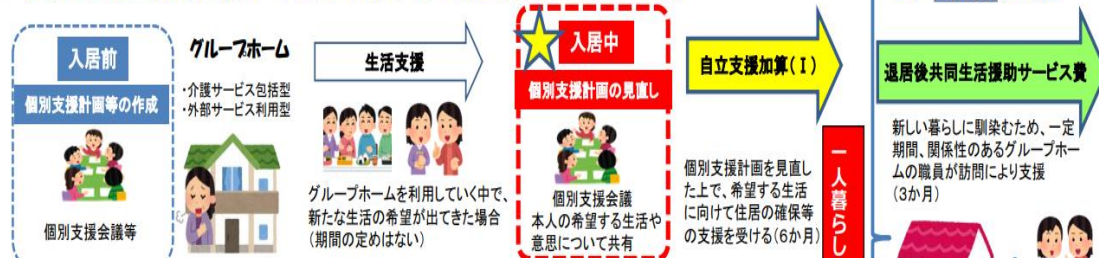 入居前
個別支援計画等の作成
個別支援会議等
グループホーム
・介護サービス包括型
・外部サービス利用型
生活支援
グループホームを利用していく中で、
新たな生活の希望が出てきた場合
(期間の定めはない)
入居中
個別支援計画の見直し
個別支援会議
本人の希望する生活や
意思について共有
自立支援加算(Ⅰ)
個別支援計画を見直し
た上で、希望する生活
に向けて住居の確保等
の支援を受ける(6か月)
一人暮らし
退居後共同生活援助サービス費
新しい暮らしに馴染むため、一定
期間、関係性のあるグループホー
ムの職員が訪問により支援
(3か月)